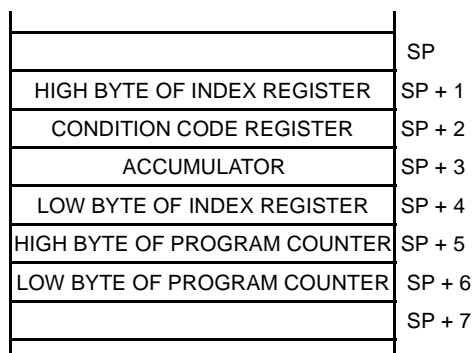 SP
HIGH BYTE OF INDEX REGISTER SP + 1
CONDITION CODE REGISTER SP + 2
ACCUMULATOR SP + 3
LOW BYTE OF INDEX REGISTER SP + 4
HIGH BYTE OF PROGRAM COUNTER SP + 5
LOW BYTE OF PROGRAM COUNTER SP + 6
SP + 7